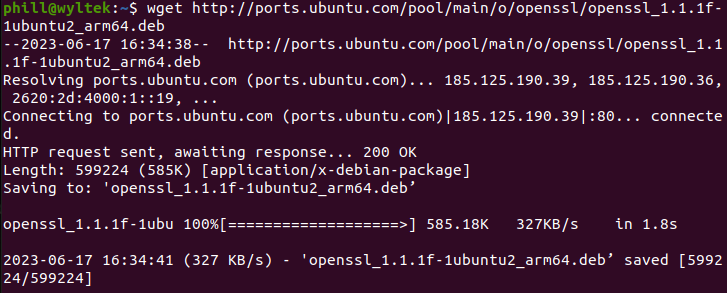 phill@wyltek:~$ wget http://ports.ubuntu.com/pool/main/o/openssl/openssl_1.1.1f-
1ubuntu2_arm64.deb
--2023-06-17 16:34:38--  http://ports.ubuntu.com/pool/main/o/openssl/openssl_1.1
.1f-1ubuntu2_arm64.deb
Resolving ports.ubuntu.com (ports.ubuntu.com)... 185.125.190.39, 185.125.190.36,
 2620:2d:4000:1::19, ...
Connecting to ports.ubuntu.com (ports.ubuntu.com)|185.125.190.39|:80... connecte
d.
HTTP request sent, awaiting response... 200 OK
Length: 599224 (585K) [application/x-debian-package]
Saving to: 'openssl_1.1.1f-1ubuntu2_arm64.deb’
openssl_1.1.1f-1ubu 100%[===================>] 585.18K   327KB/s    in 1.8s
2023-06-17 16:34:41 (327 KB/s) - 'openssl_1.1.1f-1ubuntu2_arm64.deb’ saved [5992
24/599224]